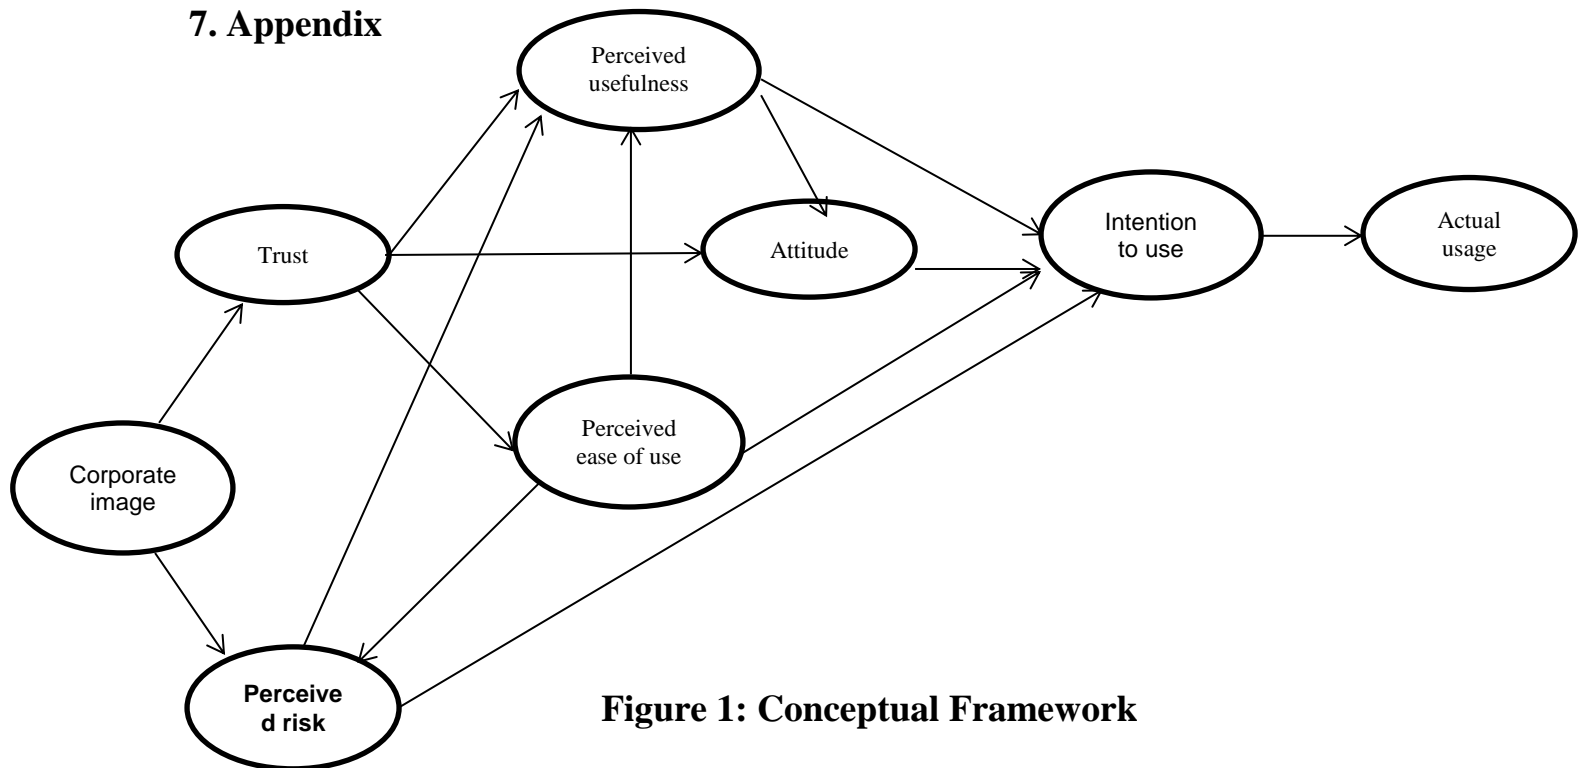 7. Appendix
Perceived
usefulness
Trust
Attitude
Intention
to use
Actual
usage
Perceived
ease of use
Corporate
image
Perceive
d risk
Figure 1: Conceptual Framework